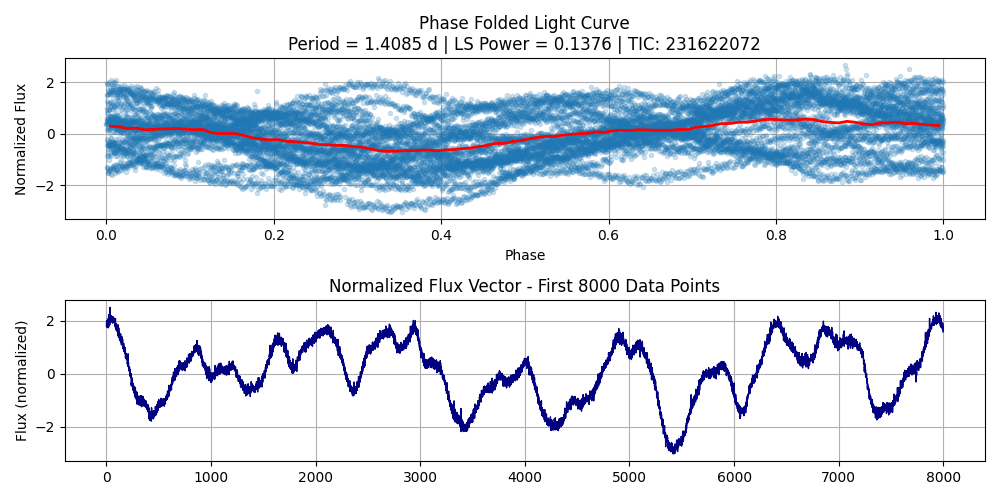 Phase Folded Light Curve
Period = 1.4085 d | LS Power = 0.1376 | TIC: 231622072
Normalized Flux
2
0
−2
0.0 0.2 0.4 0.6 0.8 1.0
Phase
Normalized Flux Vector - First 8000 Data Points
Flux (normalized)
2
0
−2
0 1000 2000 3000 4000 5000 6000 7000 8000